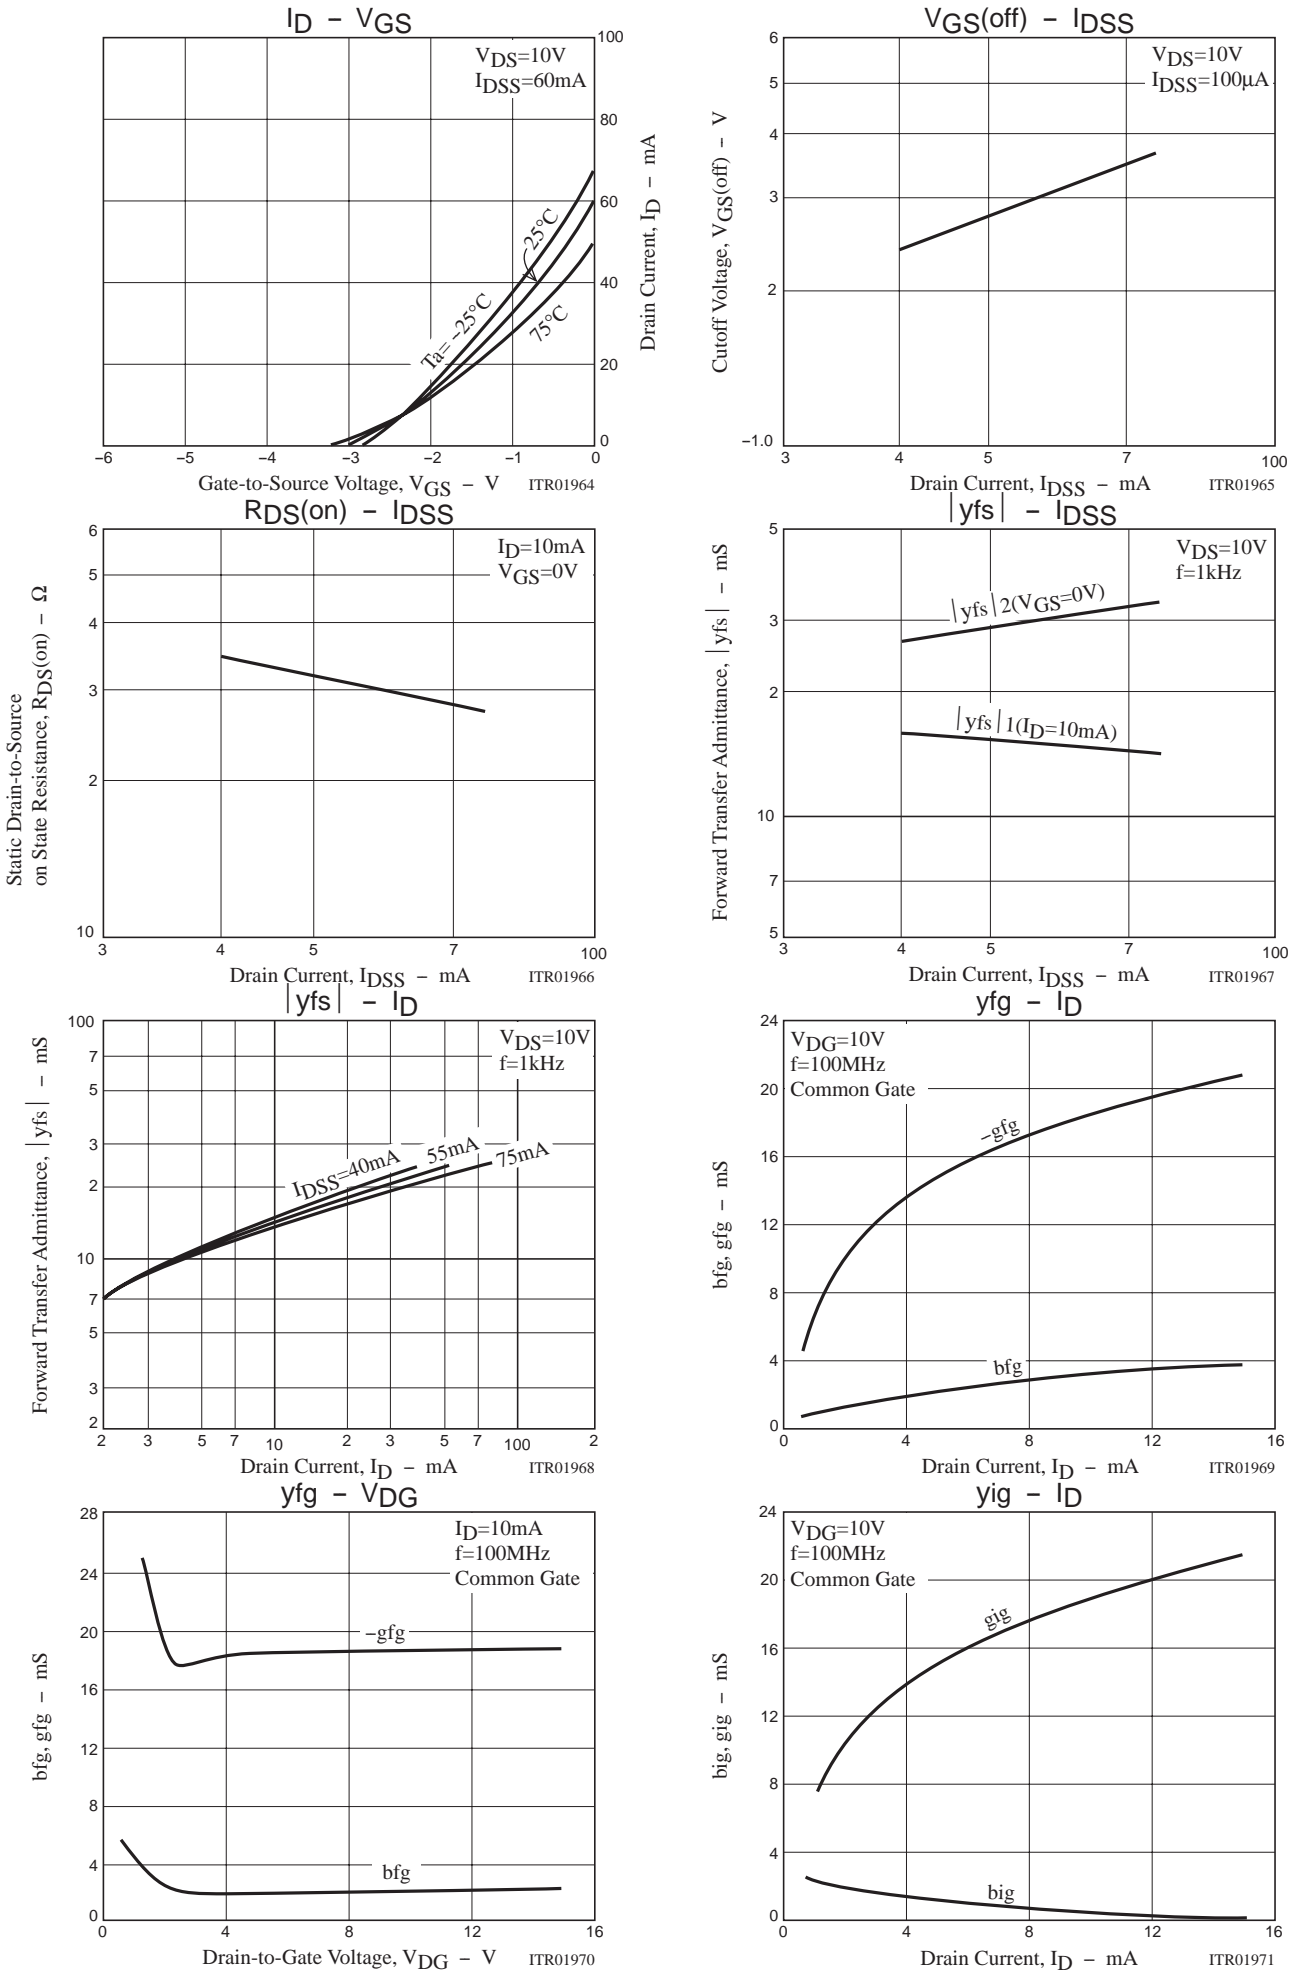 ID − VGS
VDS=10V
IDSS=60mA
100
80
60
40
20
0
Drain Current, ID − mA
25°C
Ta= −25°C
75°C
−6 −5 −4 −3 −2 −1 0
Gate-to-Source Voltage, VGS − V ITR01964
VGS(off) − IDSS
VDS=10V
IDSS=100µA
6
5
4
3
2
−1.0
Cutoff Voltage, VGS(off) − V
3 4 5 7 100
Drain Current, IDSS − mA ITR01965
RDS(on) − IDSS
ID=10mA
VGS=0V
6
5
4
3
2
10
Static Drain-to-Source
on State Resistance, RDS(on) − Ω
3 4 5 7 100
Drain Current, IDSS − mA ITR01966
|yfs| − IDSS
VDS=10V
f=1kHz
5
3
2
10
7
5
Forward Transfer Admittance, |yfs| − mS
|yfs|2(VGS=0V)
|yfs|1(ID=10mA)
3 4 5 7 100
Drain Current, IDSS − mA ITR01967
|yfs| − ID
VDS=10V
f=1kHz
100
7
5
3
2
10
7
5
3
2
Forward Transfer Admittance, |yfs| − mS
IDSS=40mA
55mA
75mA
2 3 5 7 10 2 3 5 7 100 2
Drain Current, ID − mA ITR01968
yfg − ID
VDG=10V
f=100MHz
Common Gate
24
20
16
12
8
4
0
bfg, gfg − mS
−gfg
bfg
0 4 8 12 16
Drain Current, ID − mA ITR01969
yfg − VDG
ID=10mA
f=100MHz
Common Gate
28
24
20
16
12
8
4
0
bfg, gfg − mS
−gfg
bfg
0 4 8 12 16
Drain-to-Gate Voltage, VDG − V ITR01970
yig − ID
VDG=10V
f=100MHz
Common Gate
24
20
16
12
8
4
0
big, gig − mS
gig
big
0 4 8 12 16
Drain Current, ID − mA ITR01971